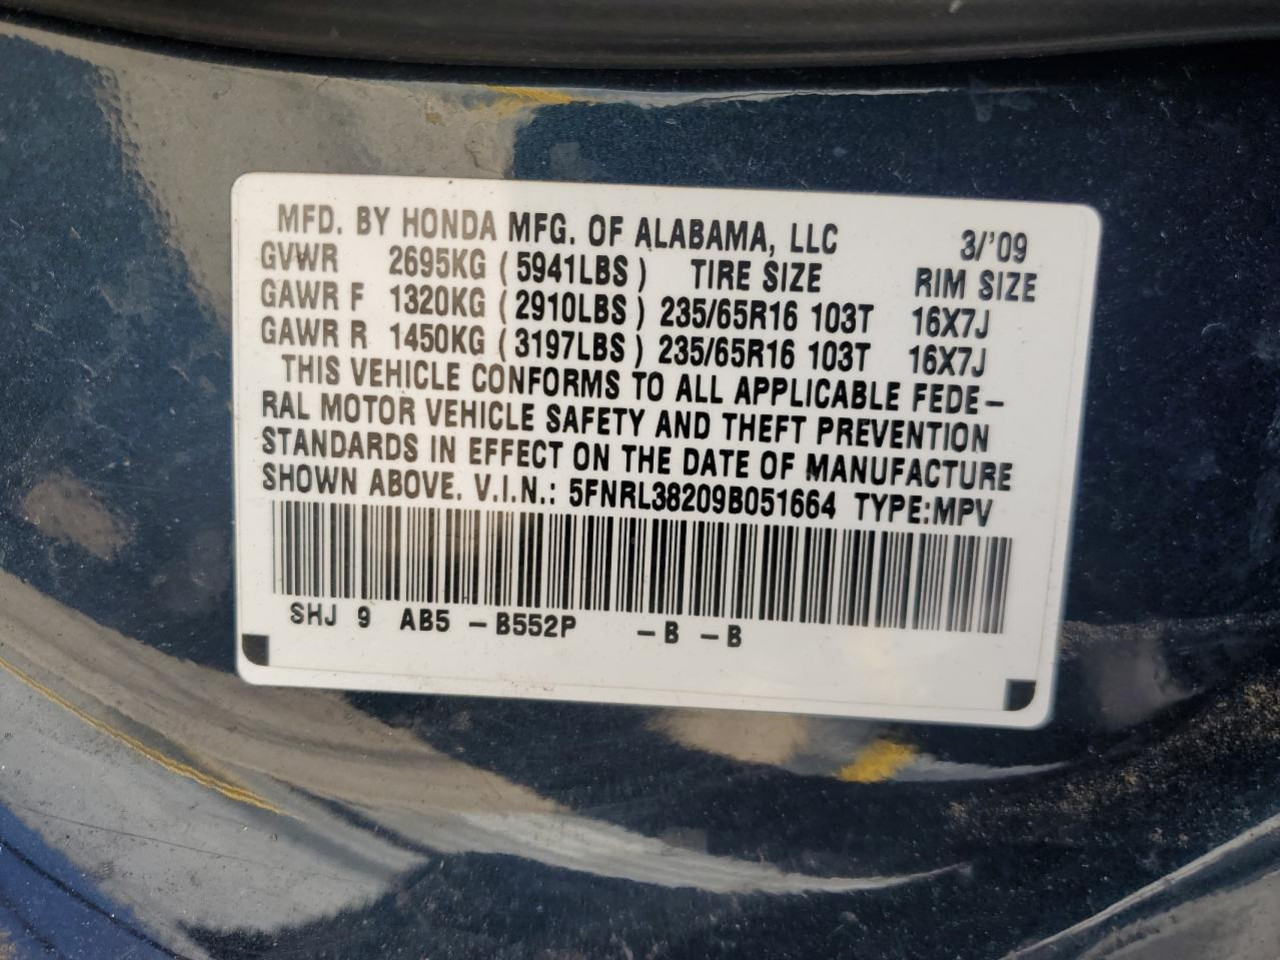 MFD. BY HONDA MFG. OF ALABAMA, LLC 3/'09
GVWR 2695KG (5941LBS) TIRE SIZE RIM SIZE
GAWR F 1320KG (2910LBS) 235/65R16 103T 16X7J
GAWR R 1450KG (3197LBS) 235/65R16 103T 16X7J
THIS VEHICLE CONFORMS TO ALL APPLICABLE FEDE-
RAL MOTOR VEHICLE SAFETY AND THEFT PREVENTION
STANDARDS IN EFFECT ON THE DATE OF MANUFACTURE
SHOWN ABOVE. V.I.N.: 5FNRL38209B051664 TYPE:MPV
SHJ 9 AB5 -B552P -B -B